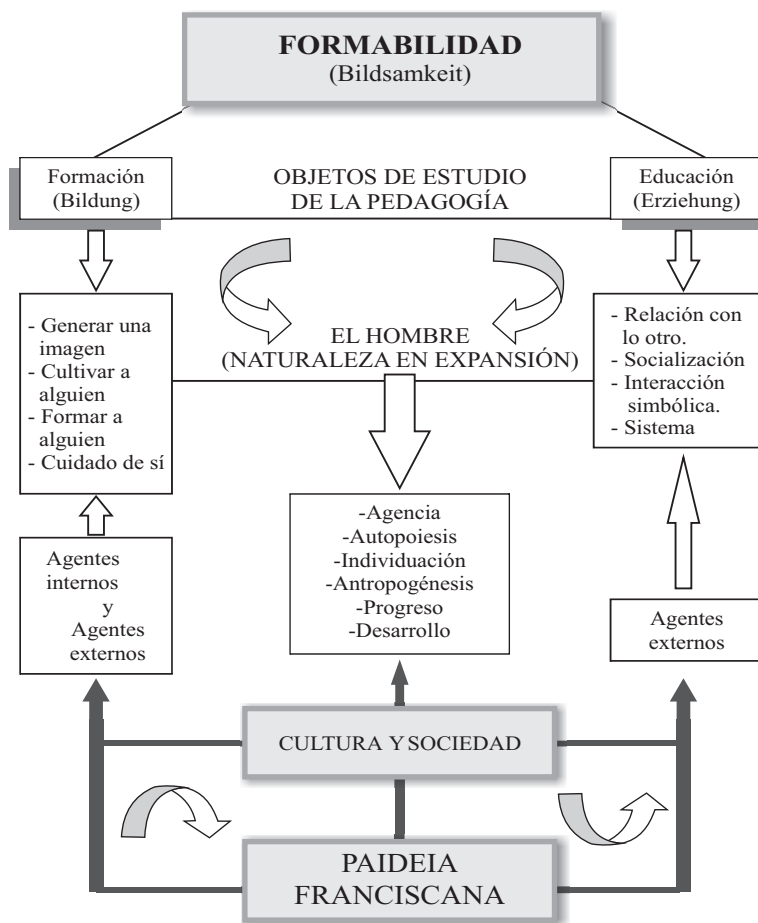 FORMABILIDAD
(Bildsamkeit)
Formación
(Bildung)
OBJETOS DE ESTUDIO
DE LA PEDAGOGÍA
Educación
(Erziehung)
- Generar una
imagen
- Cultivar a
alguien
- Formar a
alguien
- Cuidado de sí
EL HOMBRE
(NATURALEZA EN EXPANSIÓN)
- Relación con
lo otro.
- Socialización
- Interacción
simbólica.
- Sistema
-Agencia
-Autopoiesis
-Individuación
-Antropogénesis
-Progreso
-Desarrollo
Agentes
internos
y
Agentes
externos
Agentes
externos
CULTURA Y SOCIEDAD
PAIDEIA
FRANCISCANA